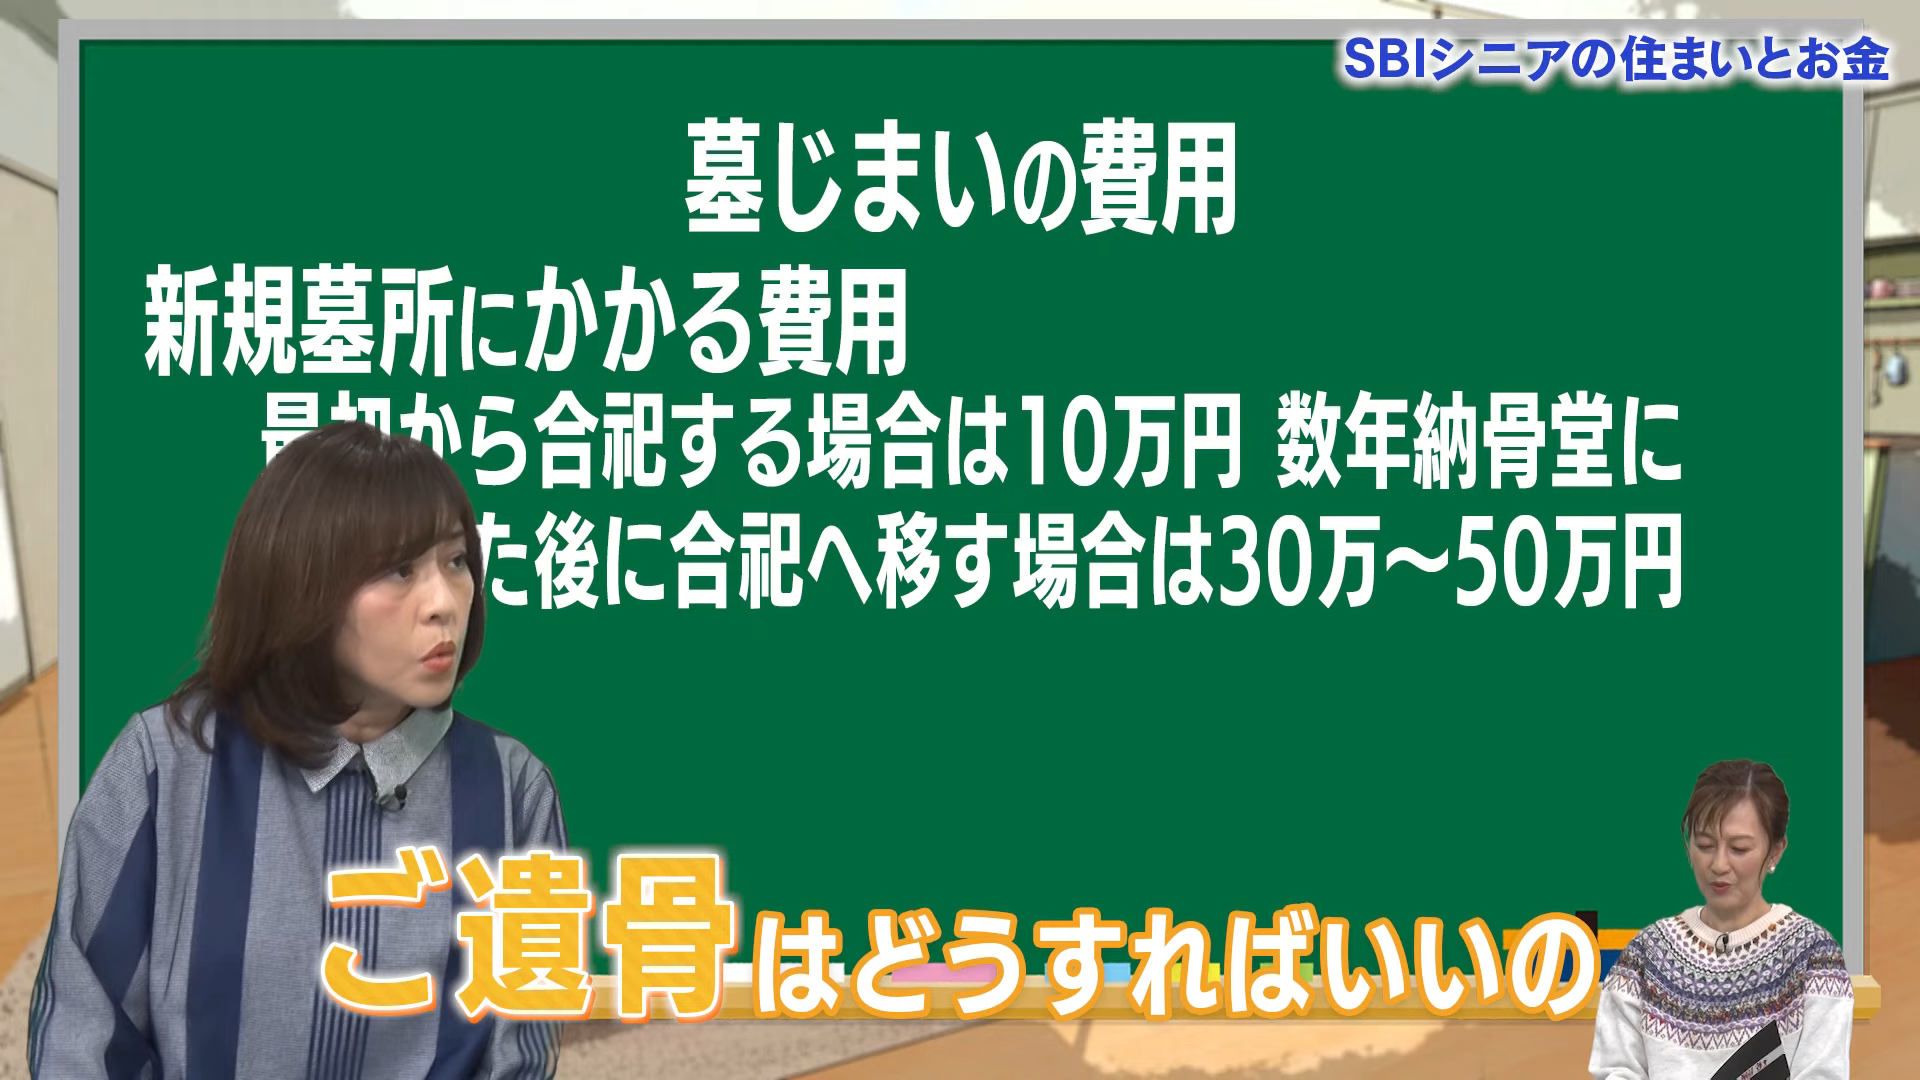 SBIシニアの住まいとお金
墓じまいの費用
新規墓所にかかる費用
最初から合祀する場合は10万円 数年納骨堂に
た後に合祀へ移す場合は30万〜50万円
ご遺骨はどうすればいいの